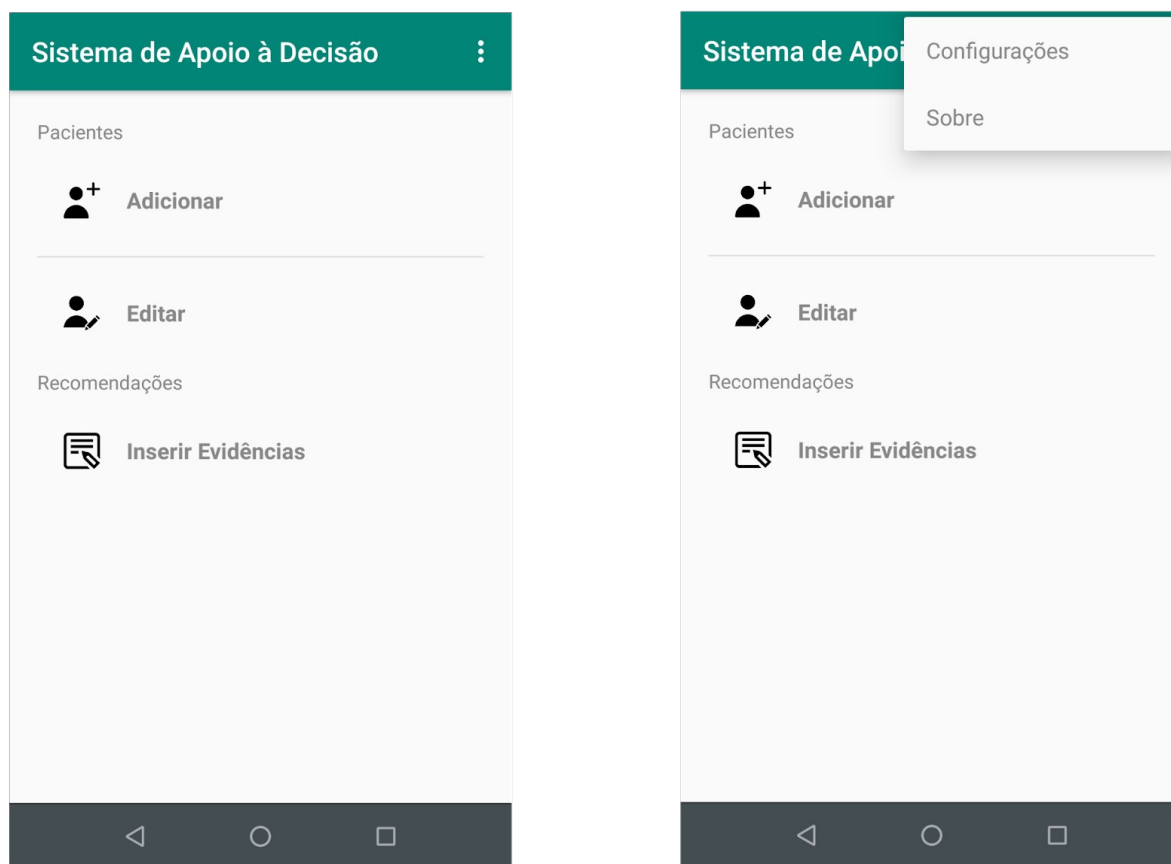 Sistema de Apoio à Decisão
Pacientes
Adicionar
Editar
Recomendações
Inserir Evidências
Sistema de Apoi
Configurações
Sobre
Pacientes
Adicionar
Editar
Recomendações
Inserir Evidências